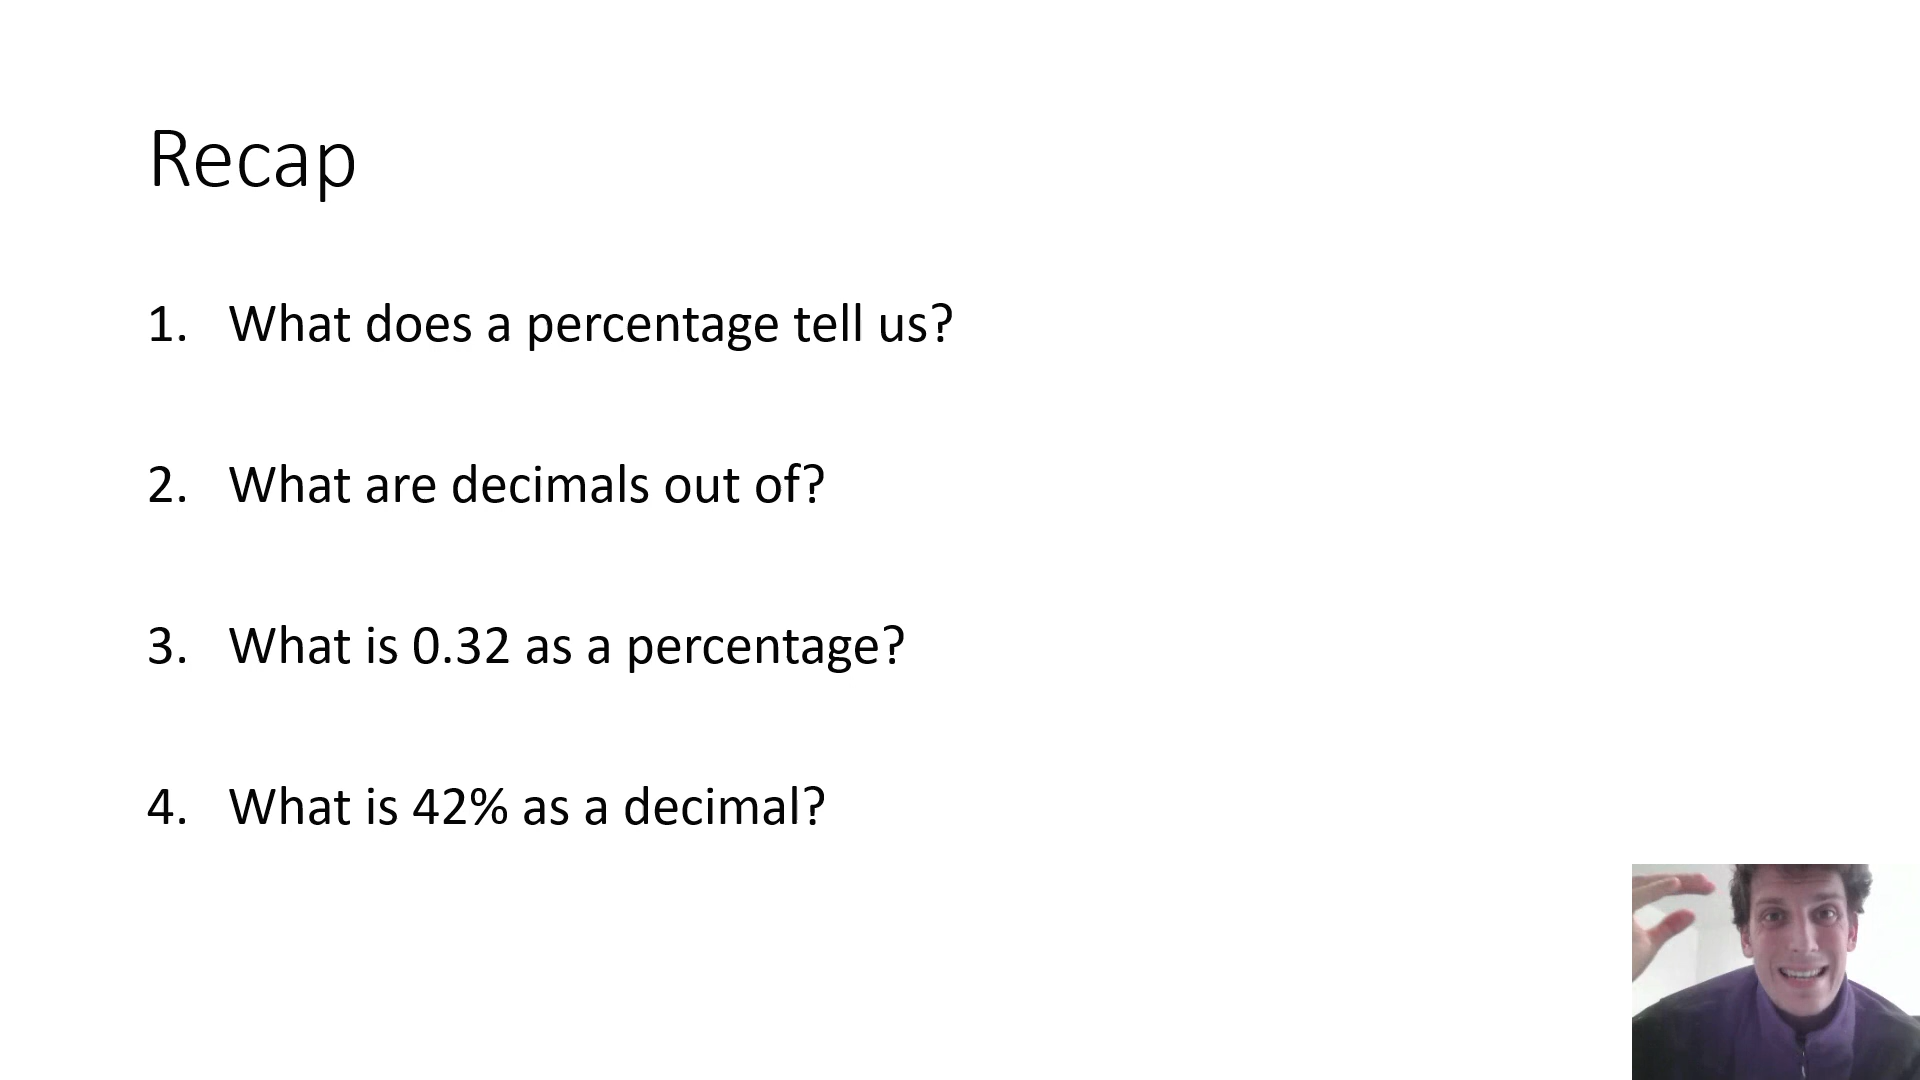 Recap
1. What does a percentage tell us?
2. What are decimals out of?
3. What is 0.32 as a percentage?
4. What is 42% as a decimal?